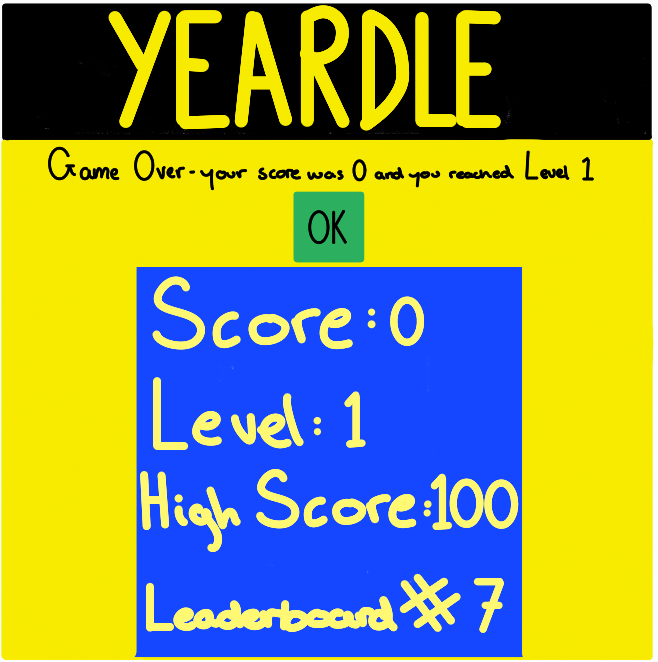 YEARDLE
Game Over - your score was 0 and you reached Level 1
OK
Score: 0
Level: 1
High Score: 100
Leaderboard # 7